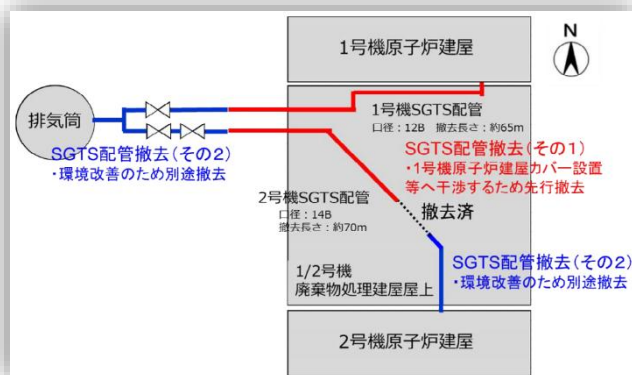 1号機原子炉建屋
N
排気筒
1号機SGTS配管
口径:12B 撤去長さ:約65m
SGTS配管撤去(その2)
・環境改善のため別途撤去
SGTS配管撤去(その1)
・1号機原子炉建屋カバー設置
等へ干渉するため先行撤去
2号機SGTS配管
口径:14B
撤去長さ:約70m
撤去済
1/2号機
廃棄物処理建屋屋上
SGTS配管撤去(その2)
・環境改善のため別途撤去
2号機原子炉建屋